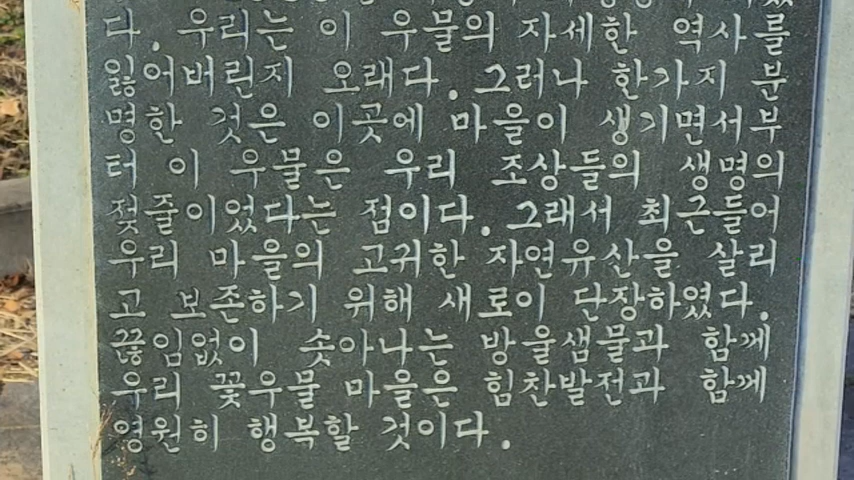 다. 우리는 이 우물의 자세한 역사를
잃어버린지 오래다. 그러나 한가지 분
명한 것은 이곳에 마을이 생기면서부
터 이 우물은 우리 조상들의 생명의
젖줄이었다는 점이다. 그래서 최근들어
우리 마을의 고귀한 자연유산을 살리
고 보존하기 위해 새로이 단장하였다.
끊임없이 솟아나는 방울샘물과 함께
우리 꽃우물 마을은 힘찬발전과 함께
영원히 행복할 것이다.